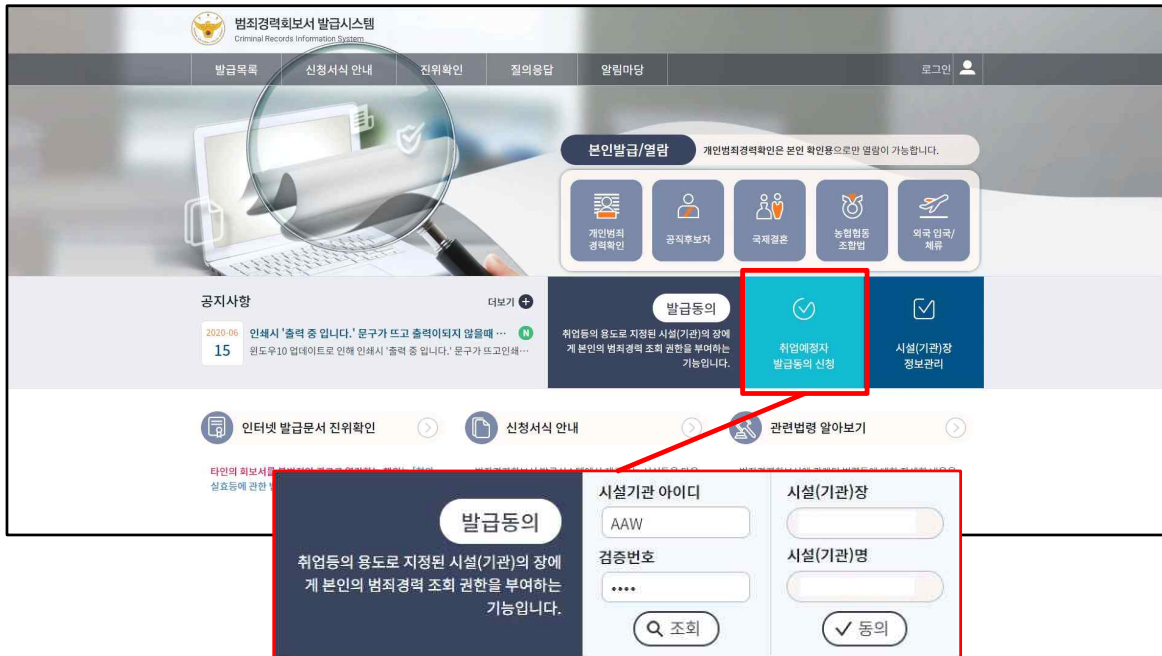 범죄경력회보서 발급시스템
Criminal Records Information System
발급목록 신청서식 안내 진위확인 질의응답 알림마당 로그인
본인발급/열람 개인범죄경력확인은 본인 확인용으로만 열람이 가능합니다.
개인범죄
경력확인
공직후보자
국제결혼
농협협동
조합법
외국 입국/
체류
공지사항 더보기
2020-06
15
인쇄시 '출력 중 입니다.' 문구가 뜨고 출력이되지 않을때 ··· N
윈도우10 업데이트로 인해 인쇄시 '출력 중 입니다.' 문구가 뜨고인쇄···
발급동의
취업등의 용도로 지정된 시설(기관)의 장에
게 본인의 범죄경력 조회 권한을 부여하는
기능입니다.
취업예정자
발급동의 신청
시설(기관)장
정보관리
인터넷 발급문서 진위확인
신청서식 안내
관련법령 알아보기
타인의 회보서를
실효등에 관한
발급동의
취업등의 용도로 지정된 시설(기관)의 장에
게 본인의 범죄경력 조회 권한을 부여하는
기능입니다.
시설기관 아이디
AAW
검증번호
••••
조회
시설(기관)장
시설(기관)명
동의